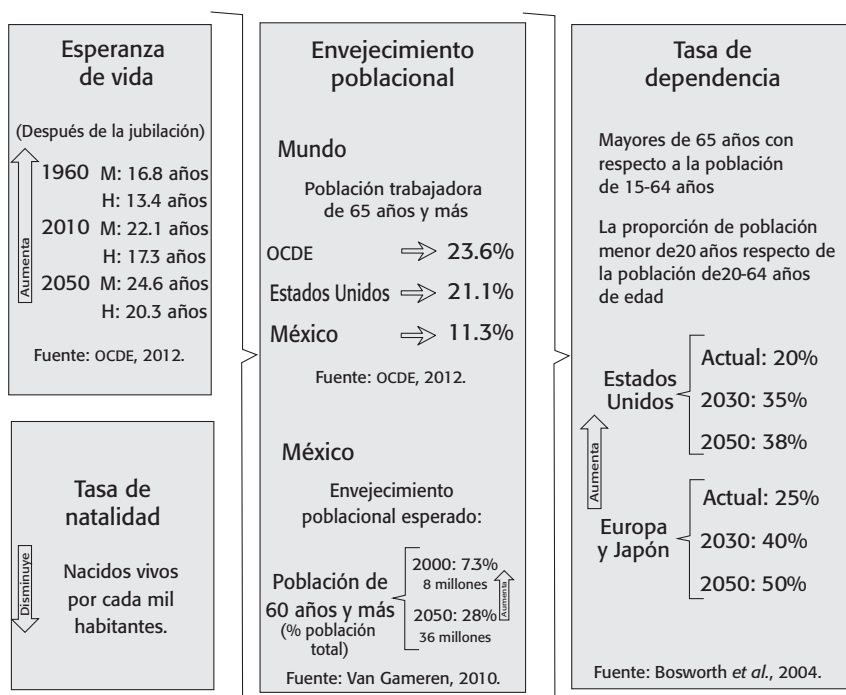 Esperanza
de vida
(Después de la jubilación)
Aumenta
1960 M: 16.8 años
H: 13.4 años
2010 M: 22.1 años
H: 17.3 años
2050 M: 24.6 años
H: 20.3 años
Fuente: OCDE, 2012.
Tasa de
natalidad
Disminuye
Nacidos vivos
por cada mil
habitantes.
Envejecimiento
poblacional
Mundo
Población trabajadora
de 65 años y más
OCDE 23.6%
Estados Unidos 21.1%
México 11.3%
Fuente: OCDE, 2012.
México
Envejecimiento
poblacional esperado:
Población de
60 años y más
(% población
total)
2000: 7.3%
8 millones
2050: 28%
36 millones
Aumenta
Fuente: Van Gameren, 2010.
Tasa de
dependencia
Mayores de 65 años con
respecto a la población
de 15-64 años
La proporción de población
menor de20 años respecto de
la población de20-64 años
de edad
Estados
Unidos
Actual: 20%
2030: 35%
2050: 38%
Aumenta
Europa
y Japón
Actual: 25%
2030: 40%
2050: 50%
Fuente: Bosworth et al., 2004.